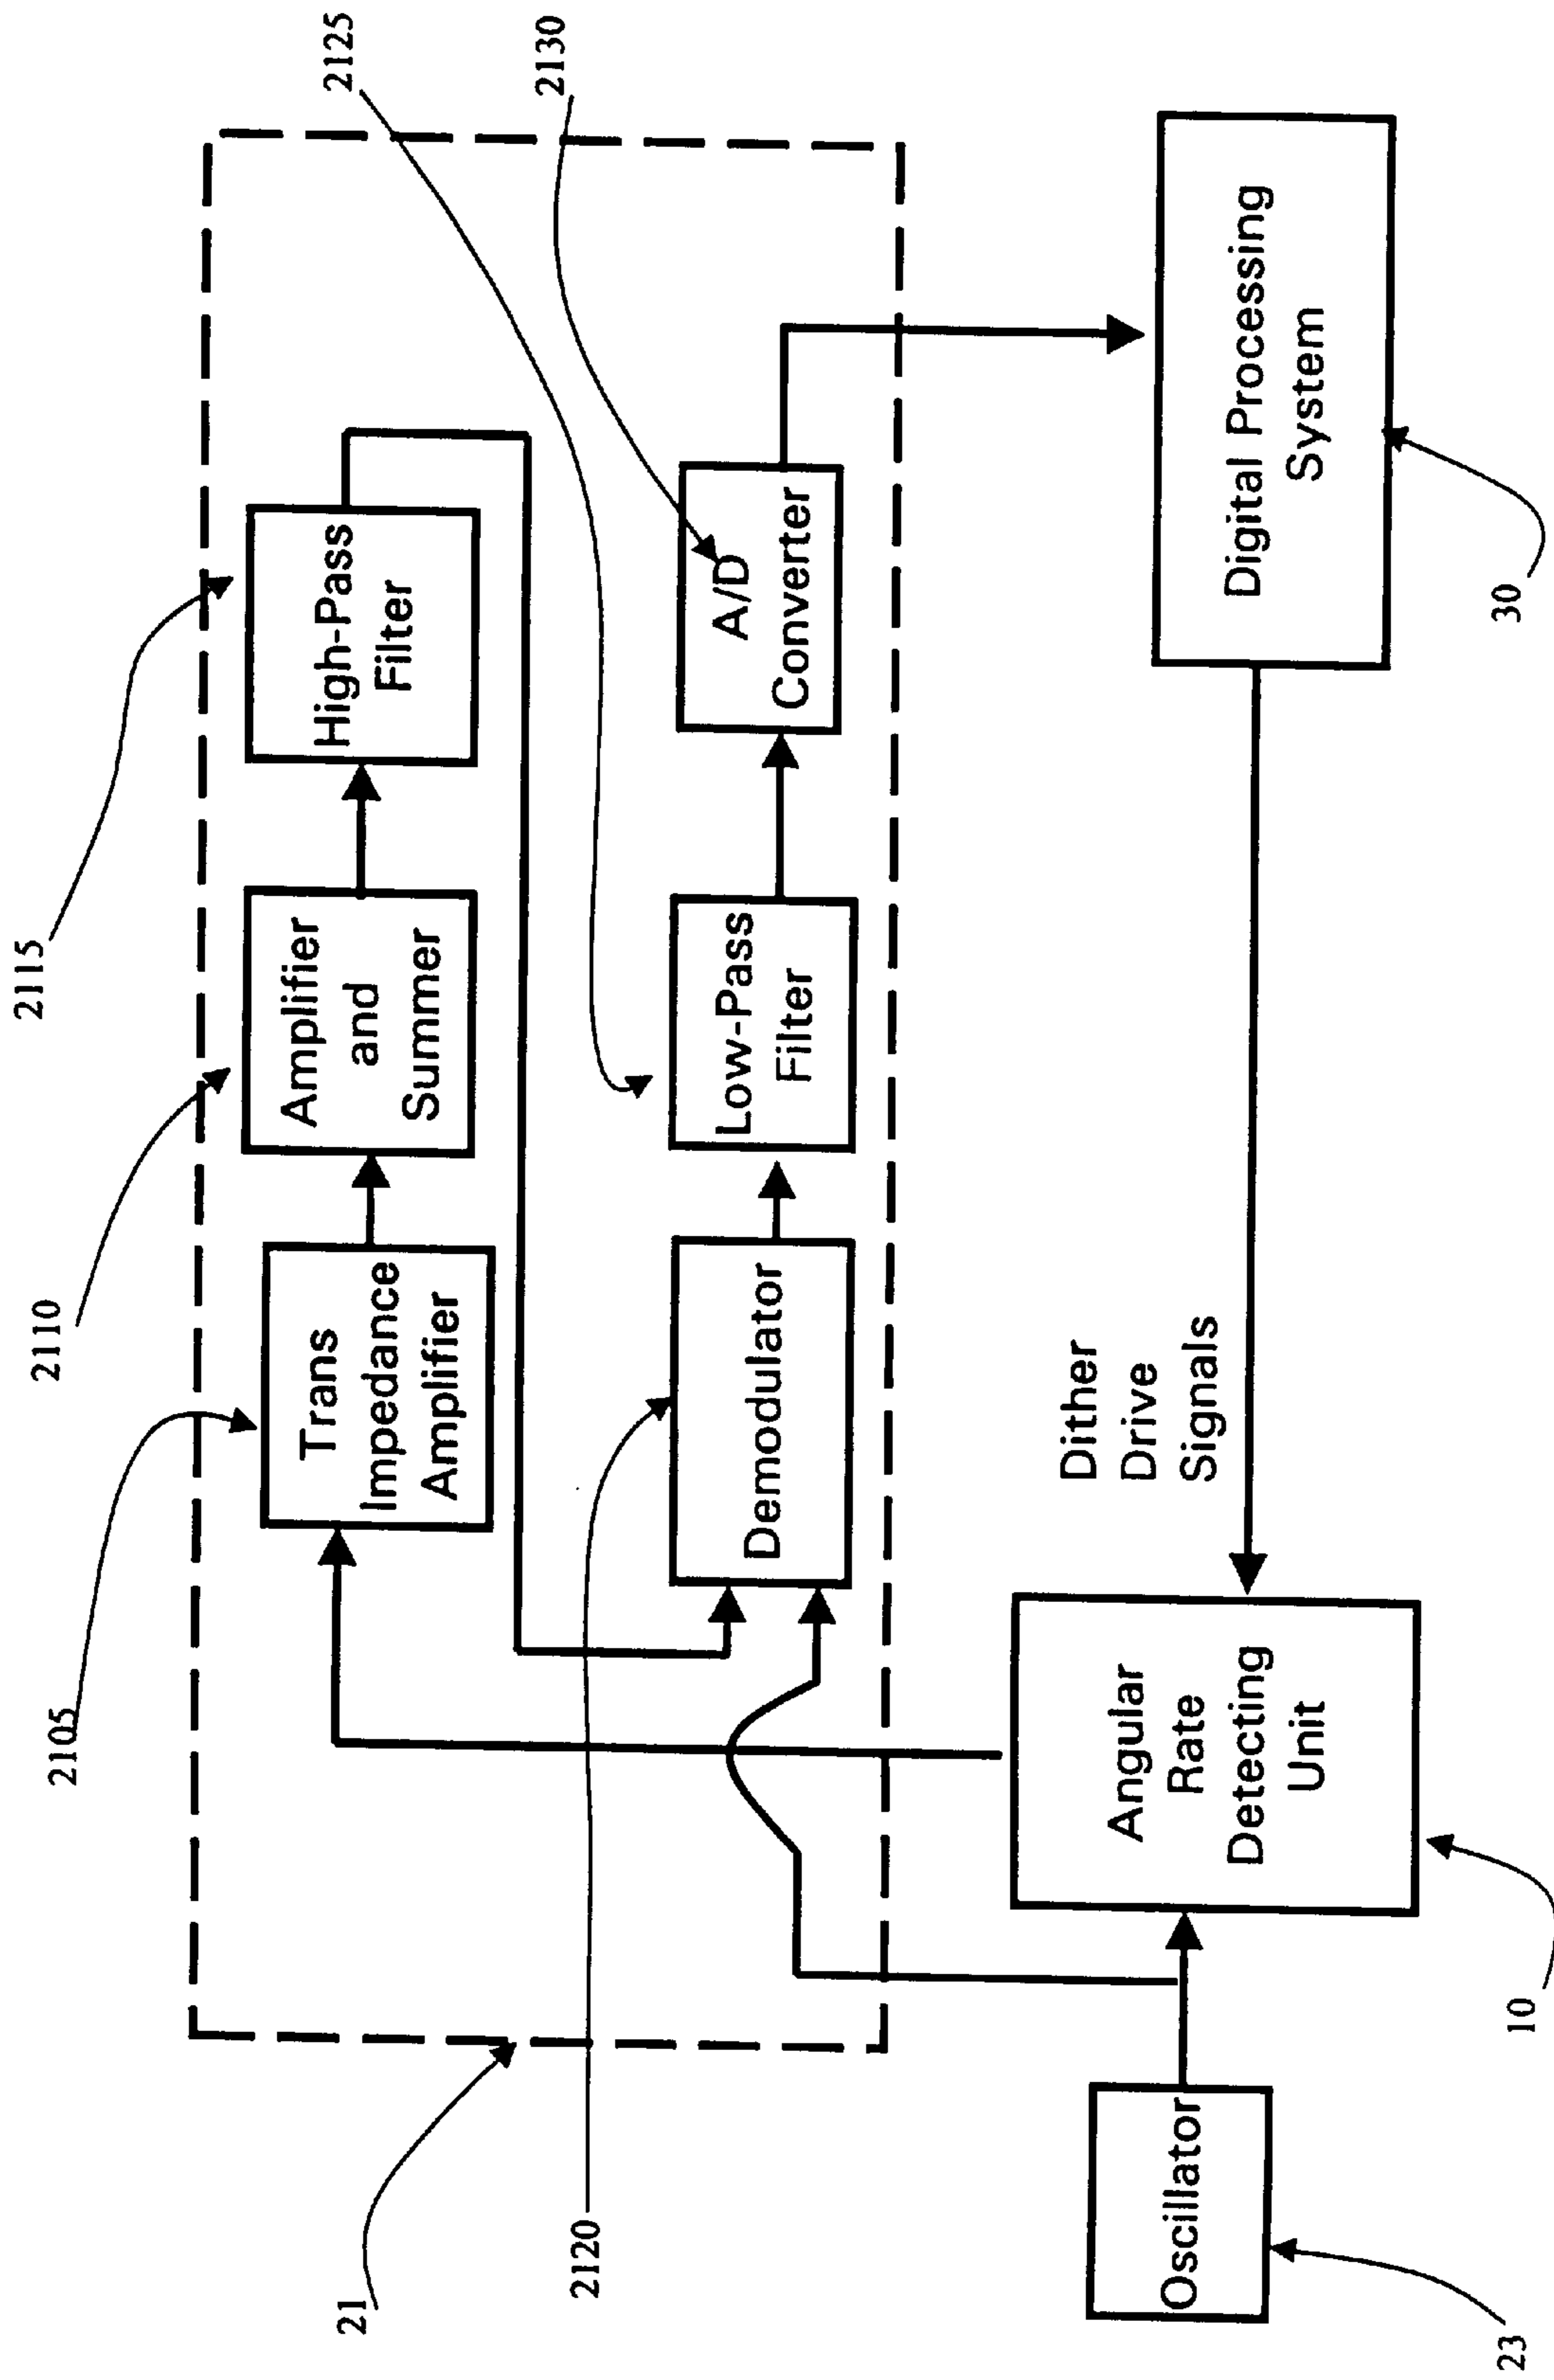 2105
2110
2115
2125
2130
Trans
Impedance
Amplifier
Amplifier
and
Summer
High-Pass
Filter
21
2120
Demodulator
Low-Pass
Filter
A/D
Converter
Dither
Drive
Signals
Oscillator
Angular
Rate
Detecting
Unit
Digital Processing
System
23
10
30